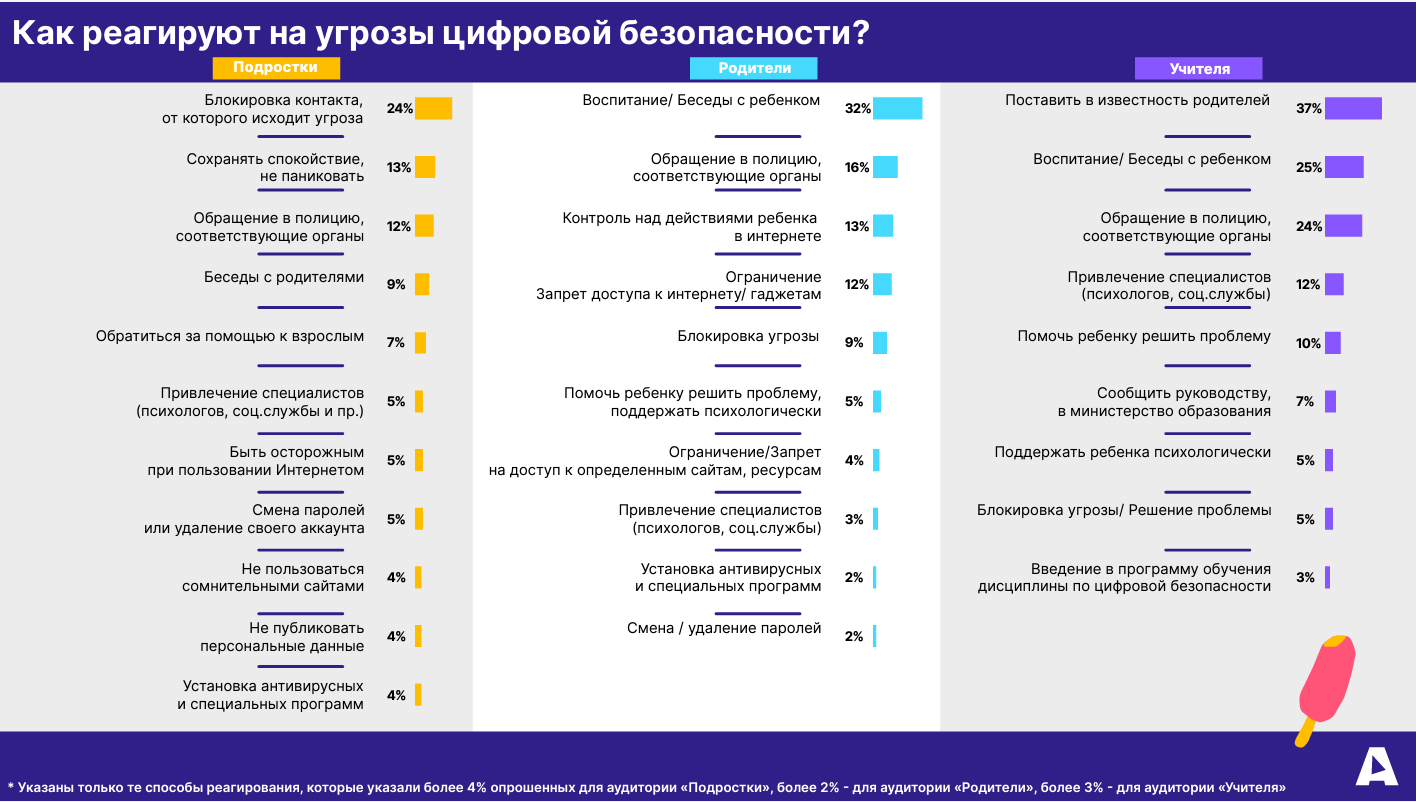 Как реагируют на угрозы цифровой безопасности?
Подростки
Блокировка контакта,
от которого исходит угроза
24%
Сохранять спокойствие,
не паниковать
13%
Обращение в полицию,
соответствующие органы
12%
Беседы с родителями
9%
Обратиться за помощью к взрослым
7%
Привлечение специалистов
(психологов, соц.службы и пр.)
5%
Быть осторожным
при пользовании Интернетом
5%
Смена паролей
или удаление своего аккаунта
5%
Не пользоваться
сомнительными сайтами
4%
Не публиковать
персональные данные
4%
Установка антивирусных
и специальных программ
4%
Родители
Воспитание/ Беседы с ребенком
32%
Обращение в полицию,
соответствующие органы
16%
Контроль над действиями ребенка
в интернете
13%
Ограничение
Запрет доступа к интернету/ гаджетам
12%
Блокировка угрозы
9%
Помочь ребенку решить проблему,
поддержать психологически
5%
Ограничение/Запрет
на доступ к определенным сайтам, ресурсам
4%
Привлечение специалистов
(психологов, соц.службы)
3%
Установка антивирусных
и специальных программ
2%
Смена / удаление паролей
2%
Учителя
Поставить в известность родителей
37%
Воспитание/ Беседы с ребенком
25%
Обращение в полицию,
соответствующие органы
24%
Привлечение специалистов
(психологов, соц.службы)
12%
Помочь ребенку решить проблему
10%
Сообщить руководству,
в министерство образования
7%
Поддержать ребенка психологически
5%
Блокировка угрозы/ Решение проблемы
5%
Введение в программу обучения
дисциплины по цифровой безопасности
3%
* Указаны только те способы реагирования, которые указали более 4% опрошенных для аудитории «Подростки», более 2% - для аудитории «Родители», более 3% - для аудитории «Учителя»